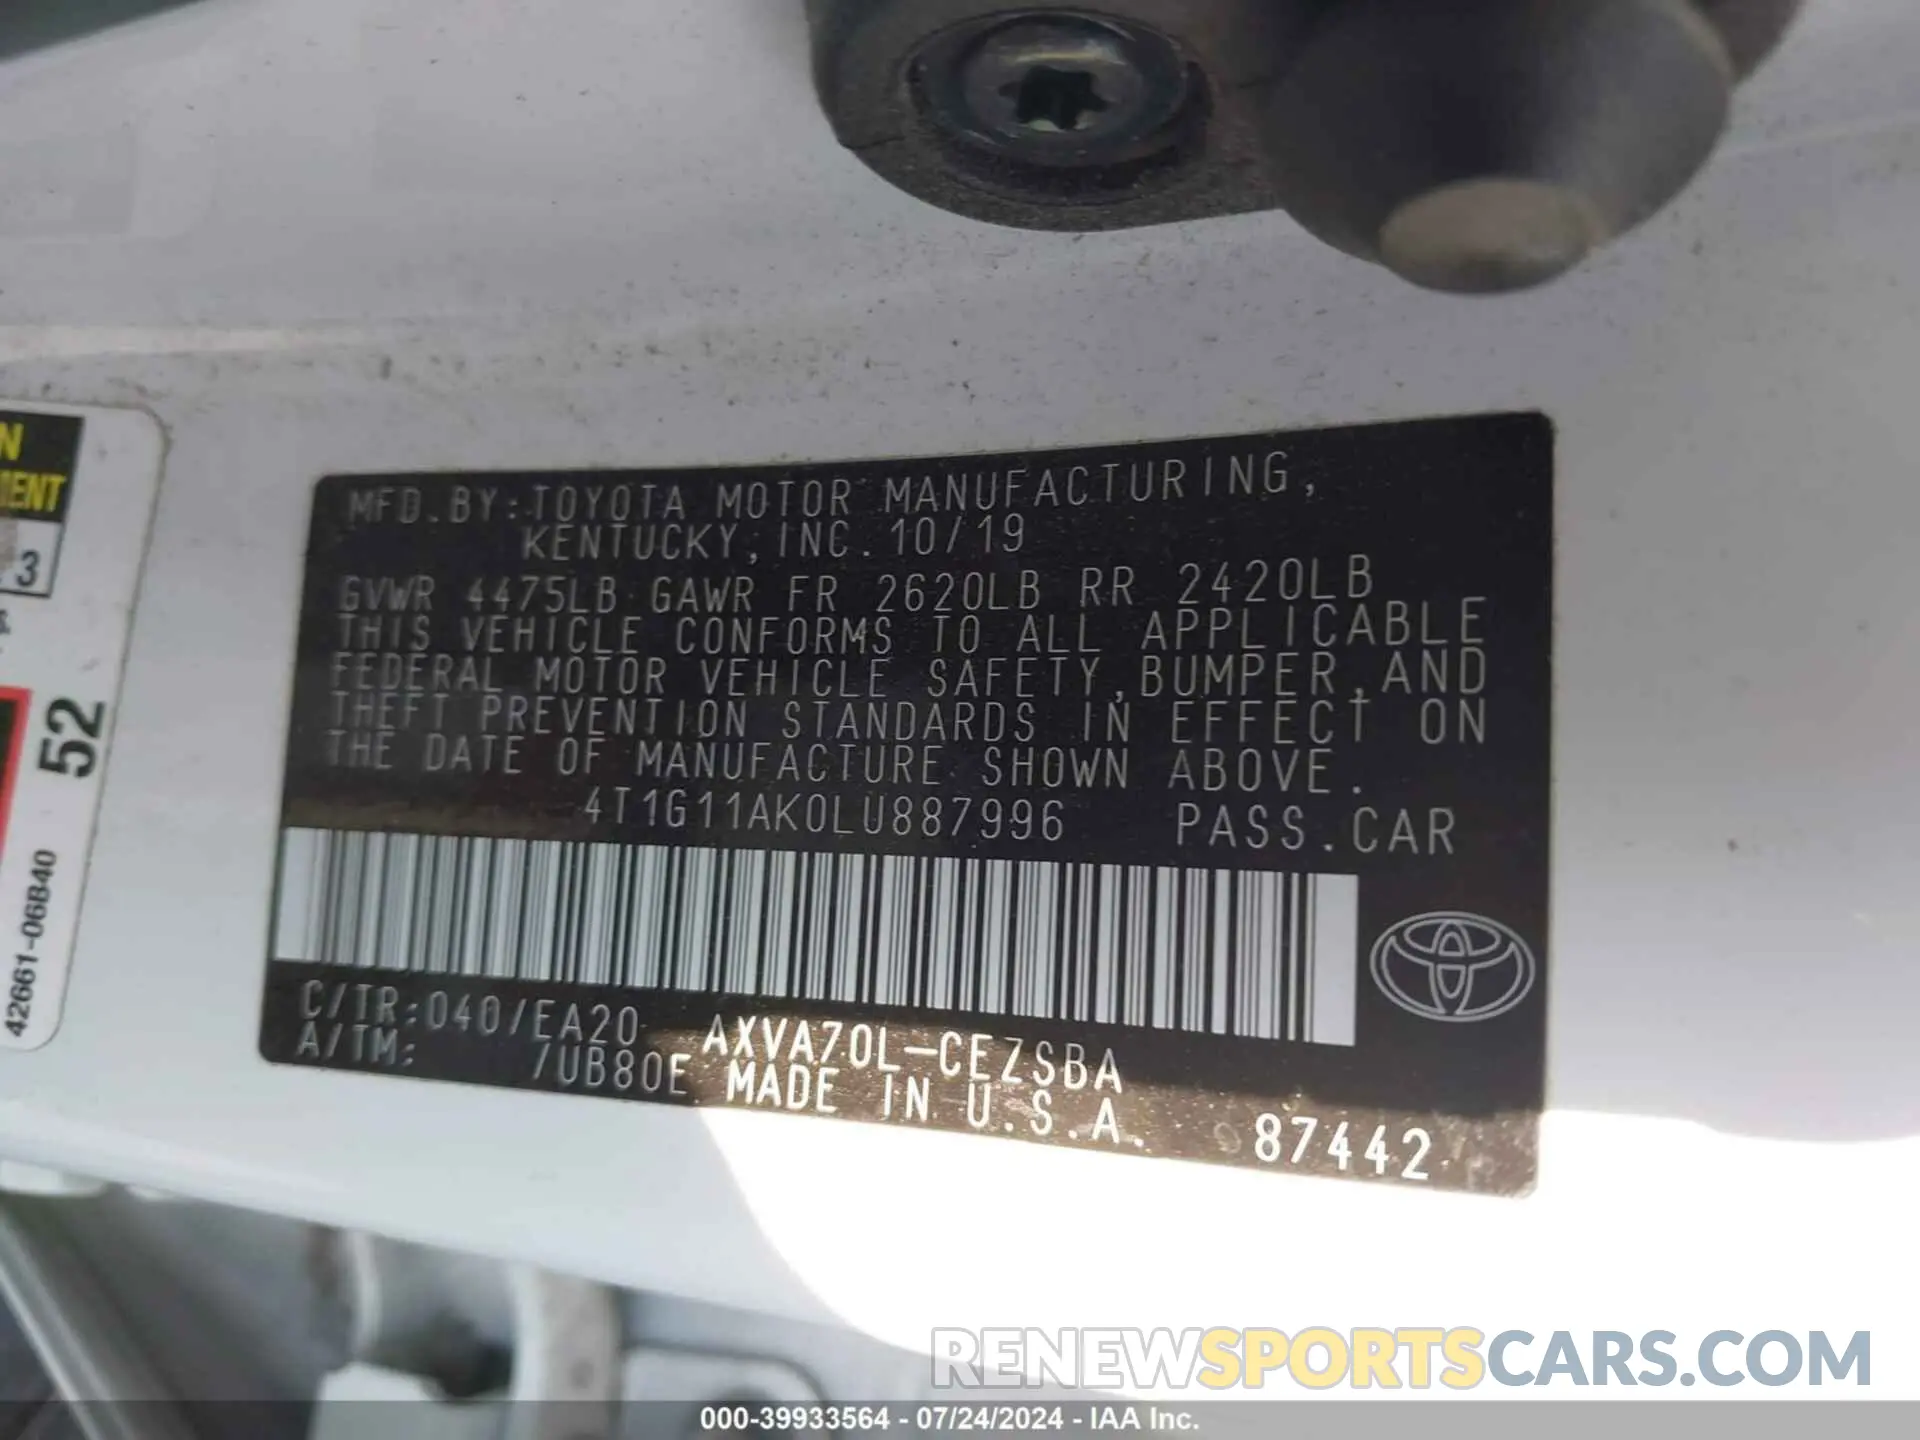 N
MENT
3
52
42661-06B40
MFD.BY:TOYOTA MOTOR MANUFACTURING,
KENTUCKY, INC. 10/19
GVWR 4475LB GAWR FR 2620LB RR 2420LB
THIS VEHICLE CONFORMS TO ALL APPLICABLE
FEDERAL MOTOR VEHICLE SAFETY,BUMPER,AND
THEFT PREVENTION STANDARDS IN EFFECT ON
THE DATE OF MANUFACTURE SHOWN ABOVE.
4T1G11AK0LU887996 PASS.CAR
C/TR:040/EA20 AXVA70L-CEZSBA
A/TM: /UB80E MADE IN U.S.A.
87442
RENEWSPORTSCARS.COM
000-39933564 - 07/24/2024 - IAA Inc.